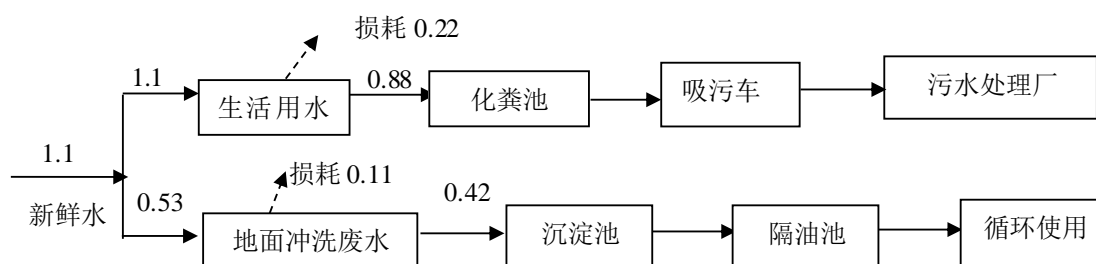 损耗 0.22
1.1
生活用水
0.88
化粪池
吸污车
污水处理厂
1.1
新鲜水
0.53
损耗 0.11
地面冲洗废水
0.42
沉淀池
隔油池
循环使用